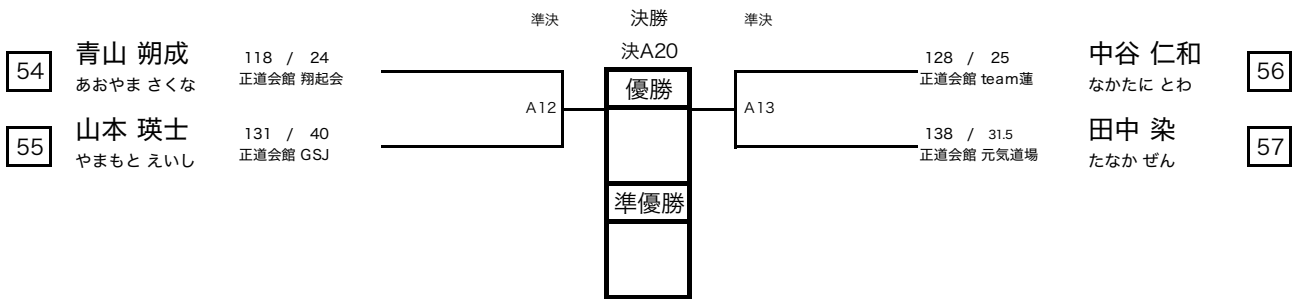 準決
決勝
準決
決A20
54
青山 朔成
あおやま さくな
118 / 24
正道会館 翔起会
55
山本 瑛士
やまもと えいし
131 / 40
正道会館 GSJ
A12
優勝
準優勝
A13
128 / 25
正道会館 team蓮
中谷 仁和
なかたに とわ
56
138 / 31.5
正道会館 元気道場
田中 染
たなか ぜん
57